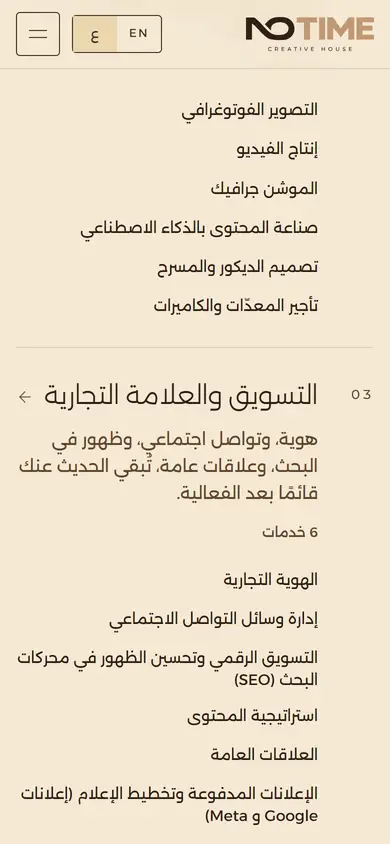 NOTIME
CREATIVE HOUSE
EN
ع
التصوير الفوتوغرافي
إنتاج الفيديو
الموشن جرافيك
صناعة المحتوى بالذكاء الاصطناعي
تصميم الديكور والمسرح
تأجير المعدّات والكاميرات
03
التسويق والعلامة التجارية ←
هوية، وتواصل اجتماعي، وظهور في
البحث، وعلاقات عامة، تُبقي الحديث عنك
قائمًا بعد الفعالية.
6 خدمات
الهوية التجارية
إدارة وسائل التواصل الاجتماعي
التسويق الرقمي وتحسين الظهور في محركات
البحث (SEO)
استراتيجية المحتوى
العلاقات العامة
الإعلانات المدفوعة وتخطيط الإعلام (إعلانات
Google و Meta)